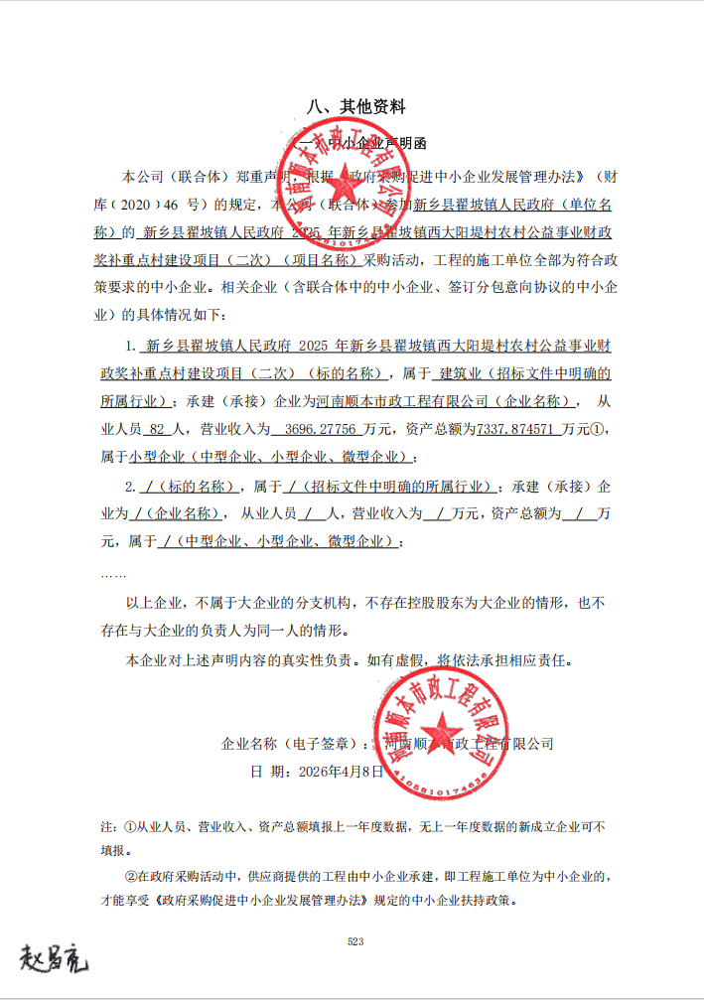 八、其他资料
（一）中小企业声明函
本公司（联合体）郑重声明，根据《政府采购促进中小企业发展管理办法》（财
库﹝2020﹞46 号）的规定，本公司（联合体）参加新乡县翟坡镇人民政府（单位名
称）的 新乡县翟坡镇人民政府 2025 年新乡县翟坡镇西大阳堤村农村公益事业财政
奖补重点村建设项目（二次）（项目名称）采购活动，工程的施工单位全部为符合政
策要求的中小企业。相关企业（含联合体中的中小企业、签订分包意向协议的中小企
业）的具体情况如下：
1. 新乡县翟坡镇人民政府 2025 年新乡县翟坡镇西大阳堤村农村公益事业财
政奖补重点村建设项目（二次）（标的名称），属于 建筑业（招标文件中明确的
所属行业）；承建（承接）企业为河南顺本市政工程有限公司（企业名称）， 从
业人员 82 人，营业收入为 3696.27756 万元，资产总额为7337.874571 万元①，
属于小型企业（中型企业、小型企业、微型企业）；
2. /（标的名称），属于 /（招标文件中明确的所属行业）；承建（承接）企
业为 /（企业名称）， 从业人员 / 人，营业收入为 / 万元，资产总额为 / 万
元，属于 /（中型企业、小型企业、微型企业）；
……
以上企业，不属于大企业的分支机构，不存在控股股东为大企业的情形，也不
存在与大企业的负责人为同一人的情形。
本企业对上述声明内容的真实性负责。如有虚假，将依法承担相应责任。
企业名称（电子签章）：河南顺本市政工程有限公司
日 期：2026年4月8日
河南顺本市政工程有限公司
4105810174636
河南顺本市政工程有限公司
4105810174636
注：①从业人员、营业收入、资产总额填报上一年度数据，无上一年度数据的新成立企业可不
填报。
②在政府采购活动中，供应商提供的工程由中小企业承建，即工程施工单位为中小企业的，
才能享受《政府采购促进中小企业发展管理办法》规定的中小企业扶持政策。
523
赵昌亮